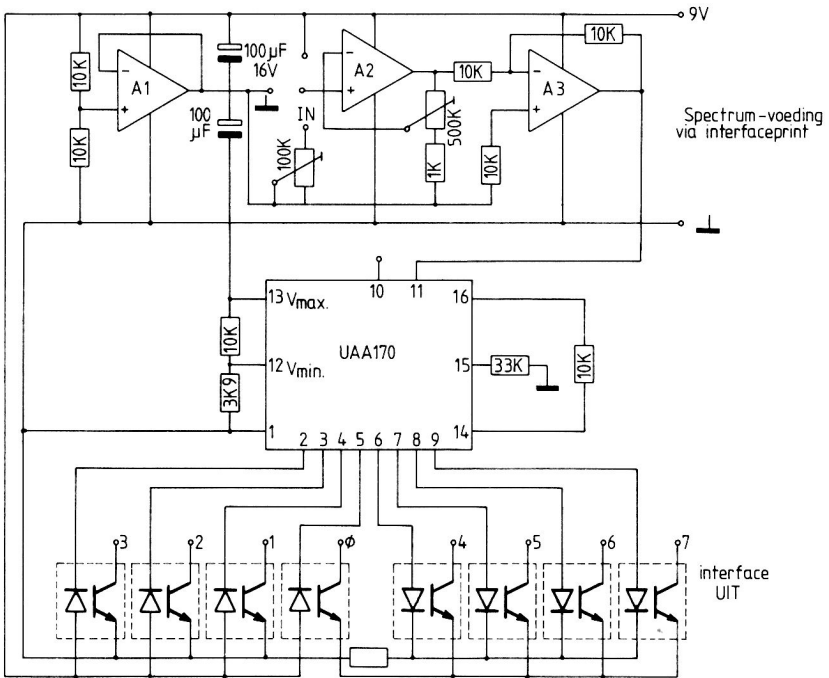 9V
10K
100µF
16V
A1
−
+
A2
−
+
10K
10K
A3
−
+
10K
100
µF
IN
100K
500K
1K
10K
Spectrum-voeding
via interfaceprint
13 Vmax.
10
11
16
10K
UAA170
12 Vmin.
15
33K
10K
3K9
1
14
2 3 4 5 6 7 8 9
3 2 1 ø 4 5 6 7
interface
UIT